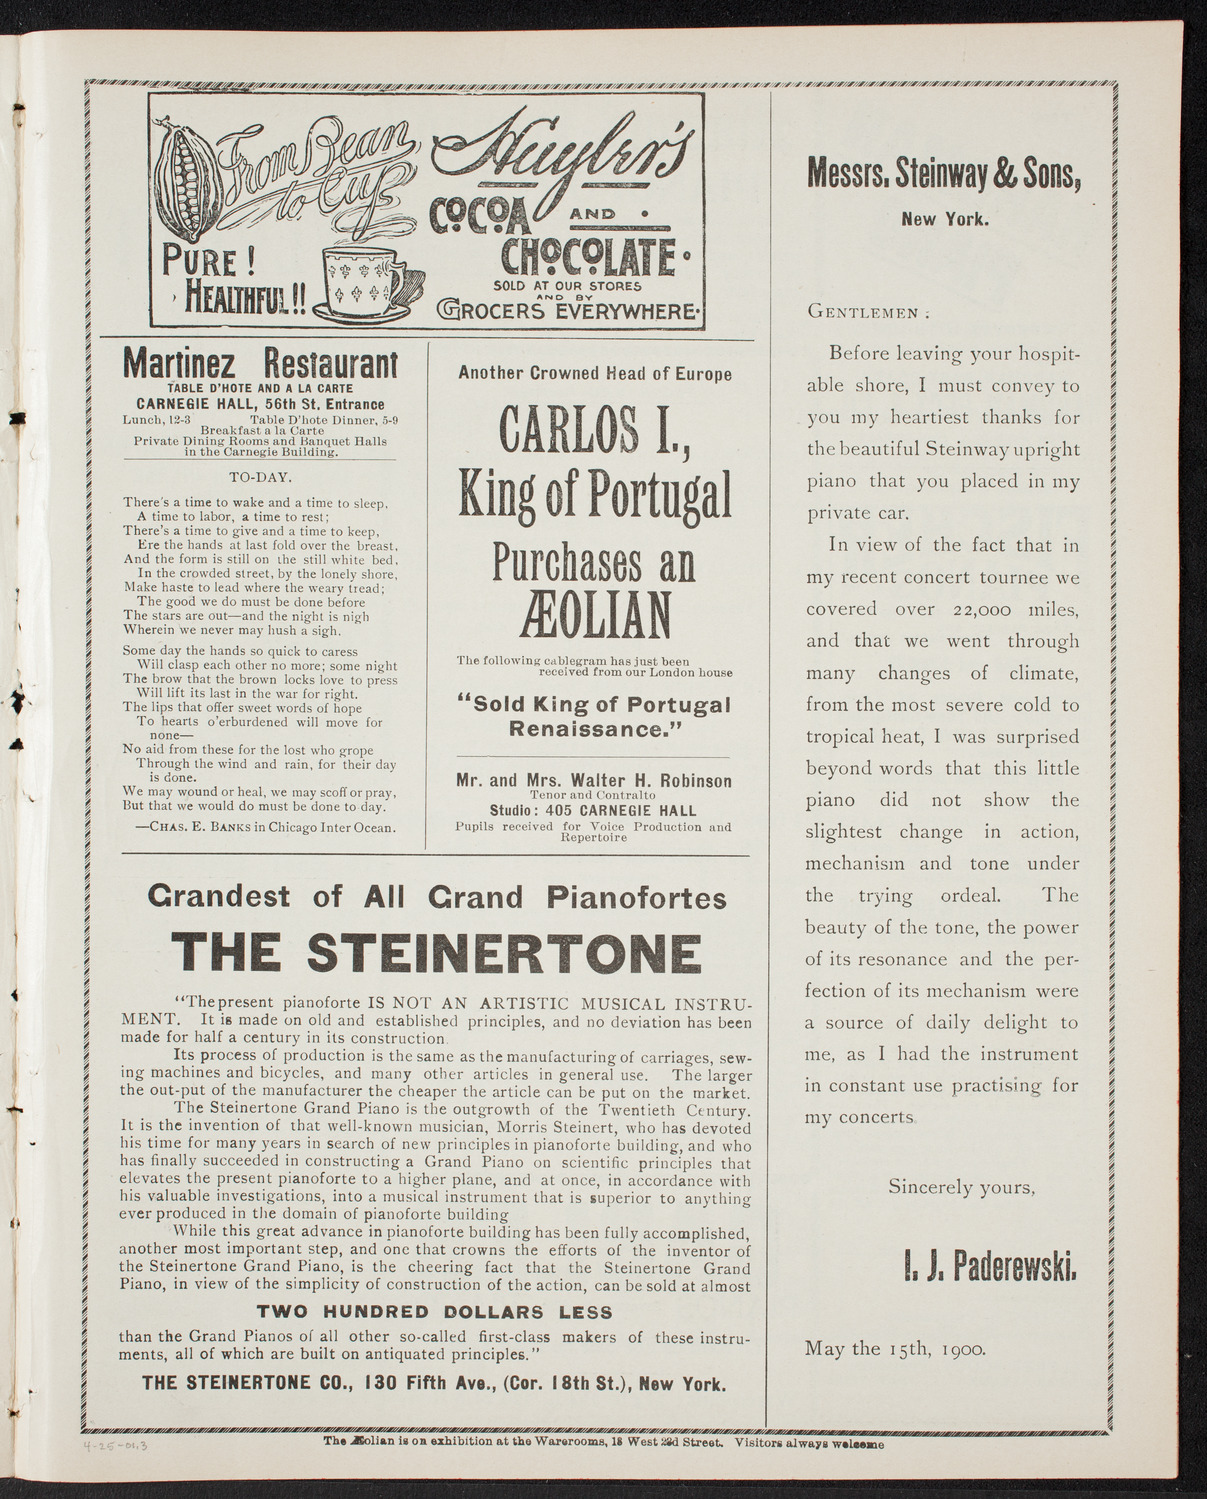 From Bean
to Cup
PURE!
HEALTHFUL!!
Huyler's
COCOA AND
CHOCOLATE
SOLD AT OUR STORES
AND BY
GROCERS EVERYWHERE.
Martinez Restaurant
TABLE D'HOTE AND A LA CARTE
CARNEGIE HALL, 56th St. Entrance
Lunch, 12-3 Table D'hote Dinner, 5-9
Breakfast a la Carte
Private Dining Rooms and Banquet Halls
in the Carnegie Building.
TO-DAY.
There's a time to wake and a time to sleep,
A time to labor, a time to rest;
There's a time to give and a time to keep,
Ere the hands at last fold over the breast,
And the form is still on the still white bed,
In the crowded street, by the lonely shore,
Make haste to lead where the weary tread;
The good we do must be done before
The stars are out—and the night is nigh
Wherein we never may hush a sigh.
Some day the hands so quick to caress
Will clasp each other no more; some night
The brow that the brown locks love to press
Will lift its last in the war for right.
The lips that offer sweet words of hope
To hearts o'erburdened will move for
none—
No aid from these for the lost who grope
Through the wind and rain, for their day
is done.
We may wound or heal, we may scoff or pray,
But that we would do must be done to-day.
—CHAS. E. BANKS in Chicago Inter Ocean.
Another Crowned Head of Europe
CARLOS I.,
King of Portugal
Purchases an
ÆOLIAN
The following cablegram has just been
received from our London house
"Sold King of Portugal
Renaissance."
Mr. and Mrs. Walter H. Robinson
Tenor and Contralto
Studio: 405 CARNEGIE HALL
Pupils received for Voice Production and
Repertoire
Grandest of All Grand Pianofortes
THE STEINERTONE
"The present pianoforte IS NOT AN ARTISTIC MUSICAL INSTRU-
MENT. It is made on old and established principles, and no deviation has been
made for half a century in its construction.
Its process of production is the same as the manufacturing of carriages, sew-
ing machines and bicycles, and many other articles in general use. The larger
the out-put of the manufacturer the cheaper the article can be put on the market.
The Steinertone Grand Piano is the outgrowth of the Twentieth Century.
It is the invention of that well-known musician, Morris Steinert, who has devoted
his time for many years in search of new principles in pianoforte building, and who
has finally succeeded in constructing a Grand Piano on scientific principles that
elevates the present pianoforte to a higher plane, and at once, in accordance with
his valuable investigations, into a musical instrument that is superior to anything
ever produced in the domain of pianoforte building
While this great advance in pianoforte building has been fully accomplished,
another most important step, and one that crowns the efforts of the inventor of
the Steinertone Grand Piano, is the cheering fact that the Steinertone Grand
Piano, in view of the simplicity of construction of the action, can be sold at almost
TWO HUNDRED DOLLARS LESS
than the Grand Pianos of all other so-called first-class makers of these instru-
ments, all of which are built on antiquated principles."
THE STEINERTONE CO., 130 Fifth Ave., (Cor. 18th St.), New York.
Messrs. Steinway & Sons,
New York.
GENTLEMEN:
Before leaving your hospit-
able shore, I must convey to
you my heartiest thanks for
the beautiful Steinway upright
piano that you placed in my
private car.
In view of the fact that in
my recent concert tournee we
covered over 22,000 miles,
and that we went through
many changes of climate,
from the most severe cold to
tropical heat, I was surprised
beyond words that this little
piano did not show the
slightest change in action,
mechanism and tone under
the trying ordeal. The
beauty of the tone, the power
of its resonance and the per-
fection of its mechanism were
a source of daily delight to
me, as I had the instrument
in constant use practising for
my concerts.
Sincerely yours,
I. J. Paderewski.
May the 15th, 1900.
The Æolian is on exhibition at the Warerooms, 18 West 23d Street. Visitors always welcome
4-25-01.3